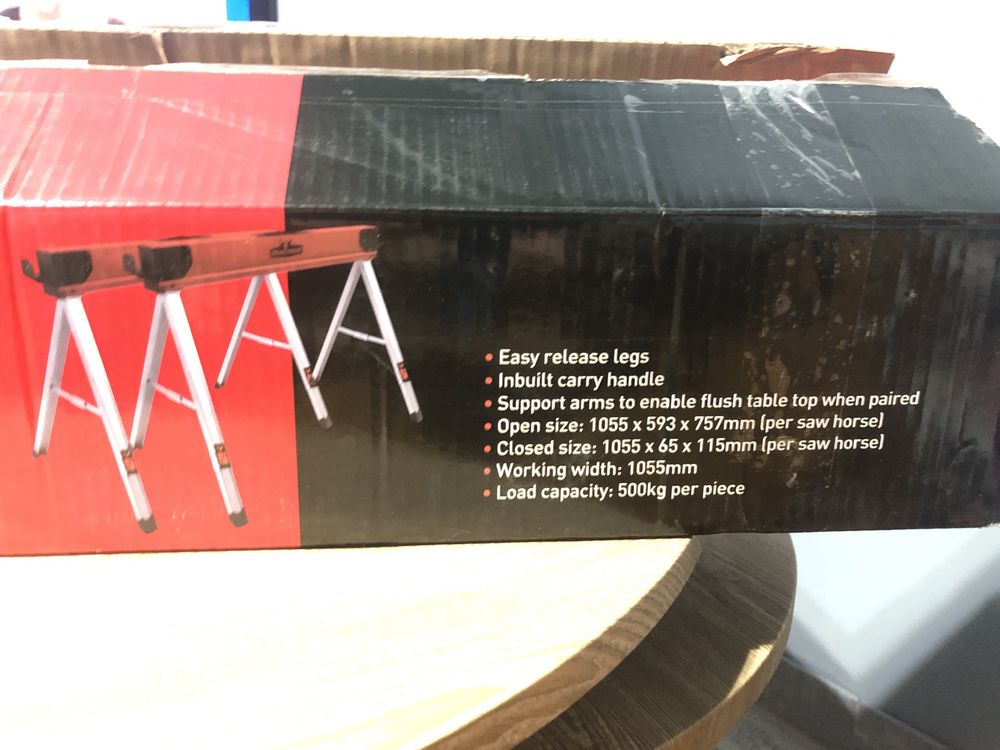 • Easy release legs
• Inbuilt carry handle
• Support arms to enable flush table top when paired
• Open size: 1055 x 593 x 757mm (per saw horse)
• Closed size: 1055 x 65 x 115mm (per saw horse)
• Working width: 1055mm
• Load capacity: 500kg per piece